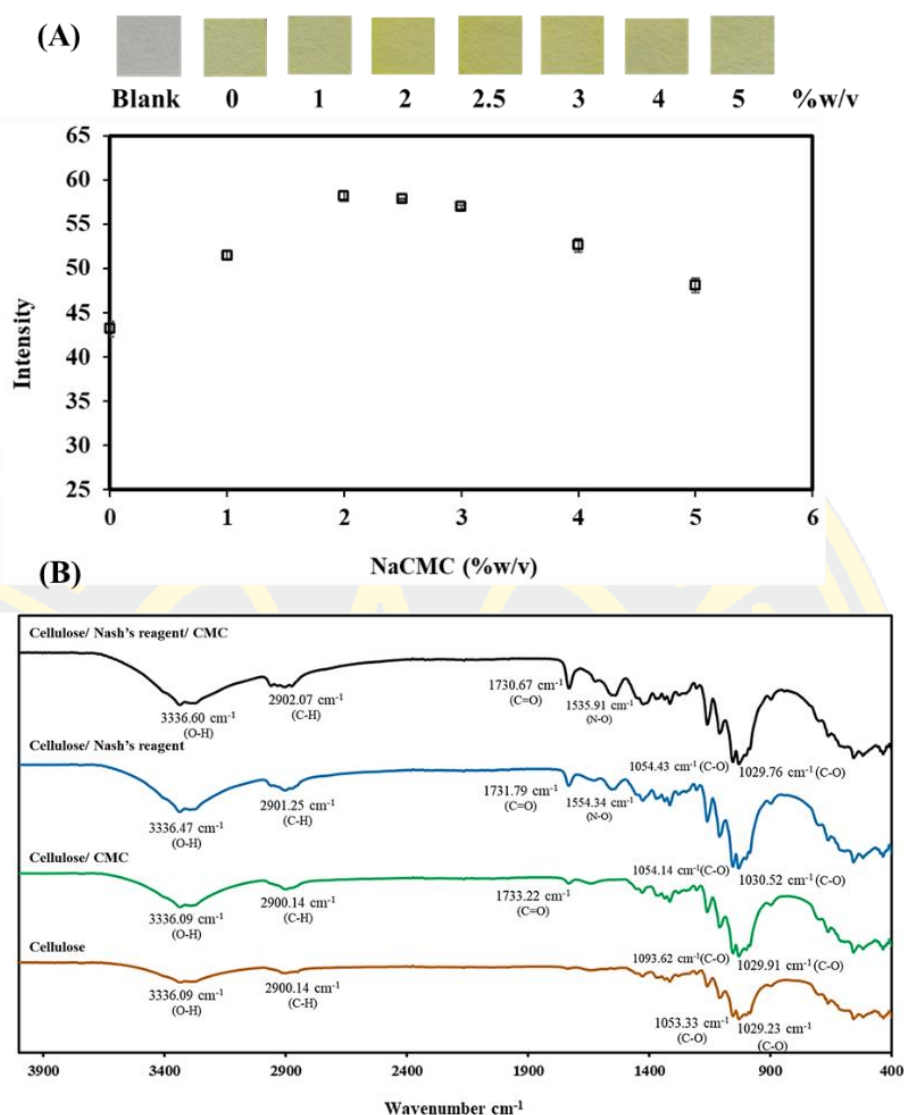 (A)
Blank 0 1 2 2.5 3 4 5 %w/v
65
60
55
50
45
40
35
30
25
Intensity
0 1 2 3 4 5 6
NaCMC (%w/v)
(B)
Cellulose/ Nash's reagent/ CMC
3336.60 cm⁻¹
(O-H)
2902.07 cm⁻¹
(C-H)
1730.67 cm⁻¹
(C=O)
1535.91 cm⁻¹
(N-O)
1054.43 cm⁻¹ (C-O)
1029.76 cm⁻¹ (C-O)
Cellulose/ Nash's reagent
3336.47 cm⁻¹
(O-H)
2901.25 cm⁻¹
(C-H)
1731.79 cm⁻¹
(C=O)
1554.34 cm⁻¹
(N-O)
1054.14 cm⁻¹ (C-O)
1030.52 cm⁻¹ (C-O)
Cellulose/ CMC
3336.09 cm⁻¹
(O-H)
2900.14 cm⁻¹
(C-H)
1733.22 cm⁻¹
(C=O)
1093.62 cm⁻¹ (C-O)
1029.91 cm⁻¹ (C-O)
Cellulose
3336.09 cm⁻¹
(O-H)
2900.14 cm⁻¹
(C-H)
1053.33 cm⁻¹
(C-O)
1029.23 cm⁻¹
(C-O)
3900 3400 2900 2400 1900 1400 900 400
Wavenumber cm⁻¹